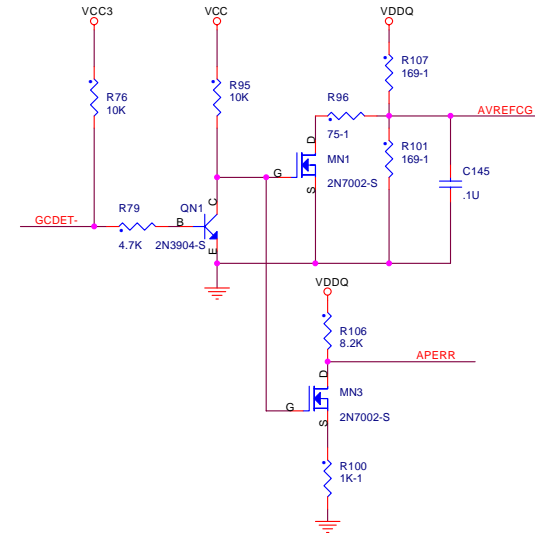 VCC3
VCC
VDDQ
R107
169-1
R76
10K
R95
10K
R96
75-1
AVREFCG
D
MN1
G
2N7002-S
S
R101
169-1
C145
.1U
GCDET-
R79
4.7K
QN1
B
C
E
2N3904-S
VDDQ
R106
8.2K
APERR
D
MN3
G
2N7002-S
S
R100
1K-1